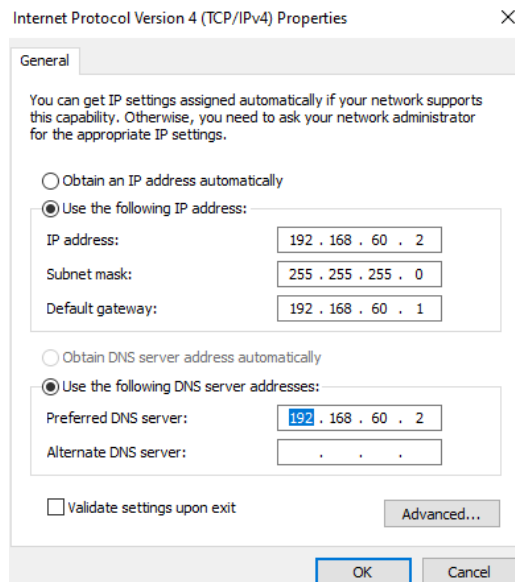 Internet Protocol Version 4 (TCP/IPv4) Properties
General
You can get IP settings assigned automatically if your network supports
this capability. Otherwise, you need to ask your network administrator
for the appropriate IP settings.
Obtain an IP address automatically
Use the following IP address:
IP address: 192 . 168 . 60 . 2
Subnet mask: 255 . 255 . 255 . 0
Default gateway: 192 . 168 . 60 . 1
Obtain DNS server address automatically
Use the following DNS server addresses:
Preferred DNS server: 192 . 168 . 60 . 2
Alternate DNS server: . . .
Validate settings upon exit Advanced...
OK Cancel